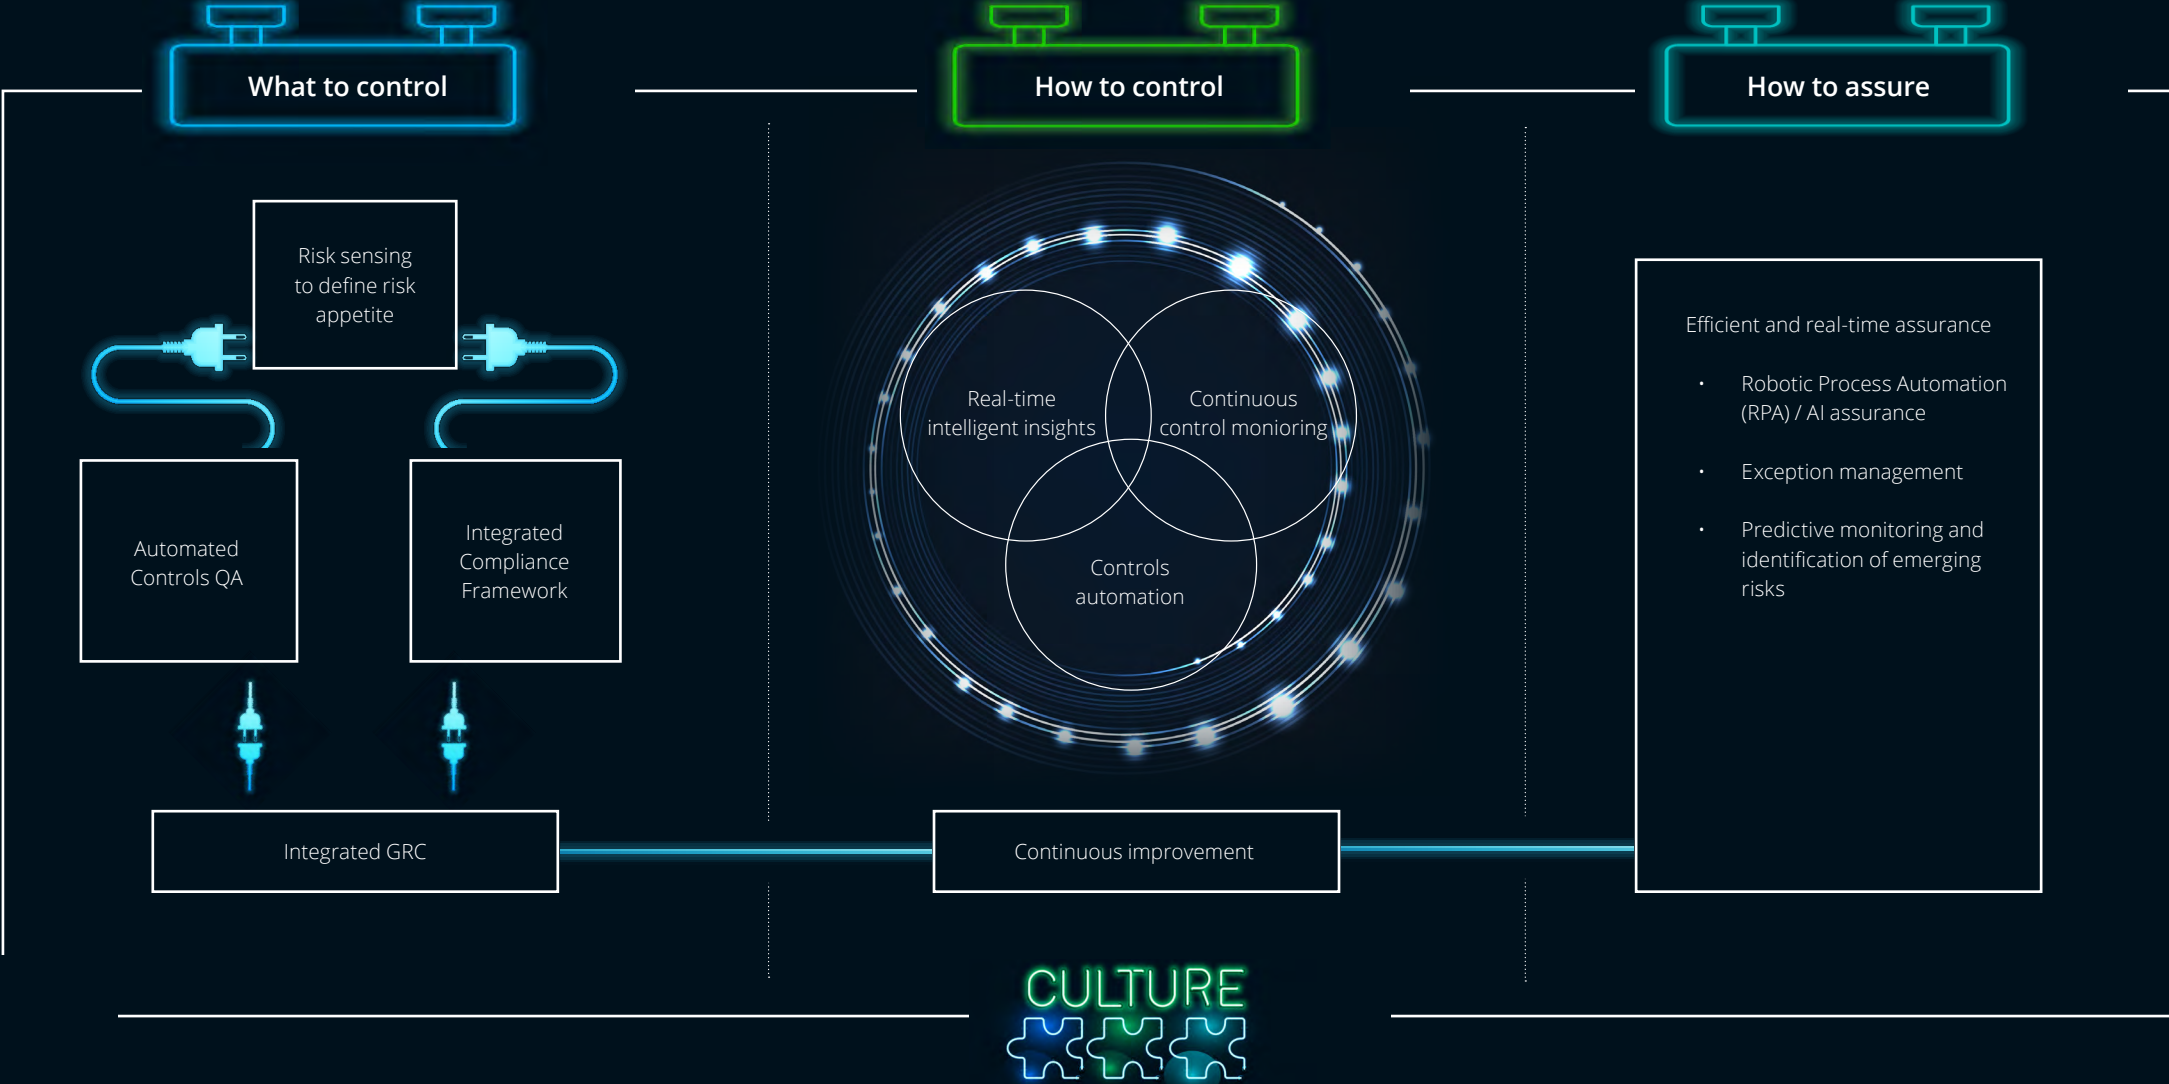 What to control
How to control
How to assure
Risk sensing
to define risk
appetite
Automated
Controls QA
Integrated
Compliance
Framework
Integrated GRC
Real-time
intelligent insights
Continuous
control monioring
Controls
automation
Continuous improvement
Efficient and real-time assurance
• Robotic Process Automation
(RPA) / AI assurance
• Exception management
• Predictive monitoring and
identification of emerging
risks
CULTURE